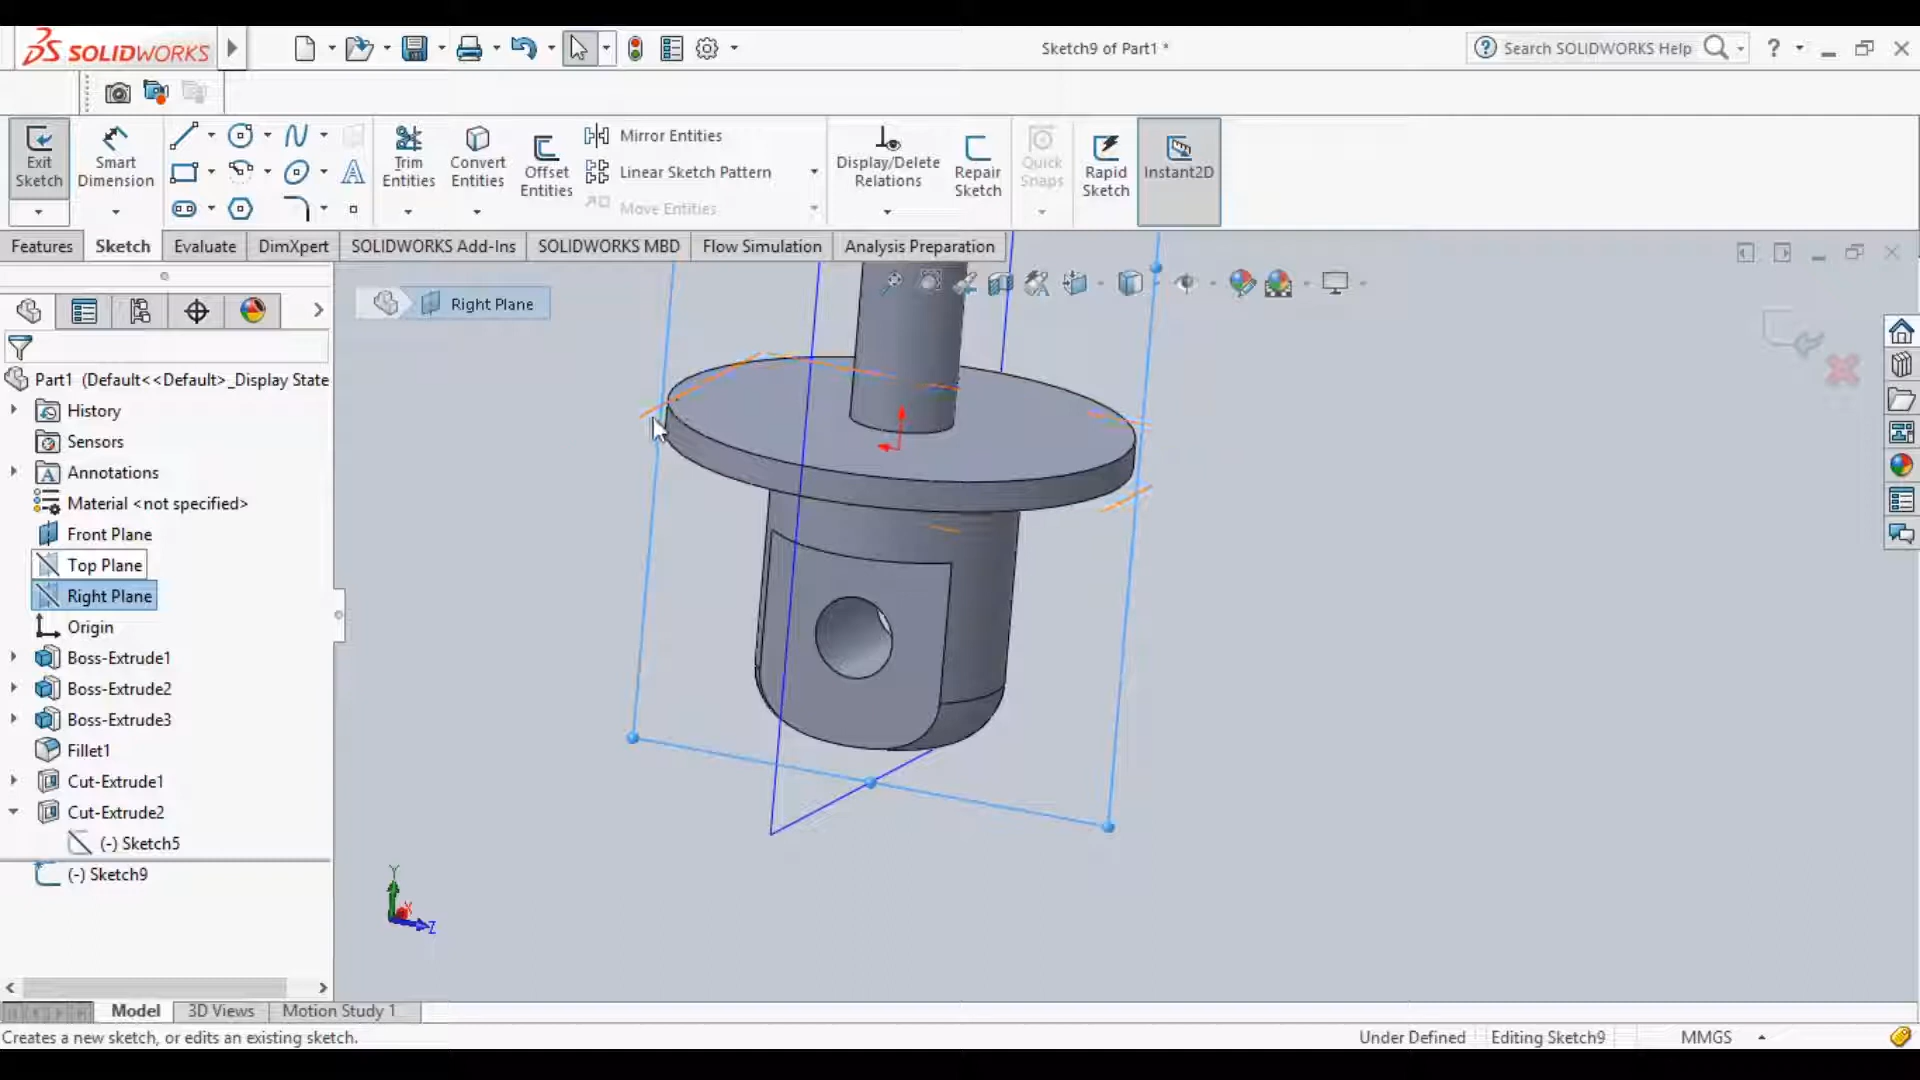 SOLIDWORKS
Sketch9 of Part1 *
Search SOLIDWORKS Help
Exit Sketch
Smart Dimension
Trim Entities
Convert Entities
Offset Entities
Mirror Entities
Linear Sketch Pattern
Move Entities
Display/Delete Relations
Repair Sketch
Quick Snaps
Rapid Sketch
Instant2D
Features Sketch Evaluate DimXpert SOLIDWORKS Add-Ins SOLIDWORKS MBD Flow Simulation Analysis Preparation
Right Plane
Part1 (Default<<Default>_Display State
History
Sensors
Annotations
Material <not specified>
Front Plane
Top Plane
Right Plane
Origin
Boss-Extrude1
Boss-Extrude2
Boss-Extrude3
Fillet1
Cut-Extrude1
Cut-Extrude2
(-) Sketch5
(-) Sketch9
Y
X
Z
Model 3D Views Motion Study 1
Creates a new sketch, or edits an existing sketch.
Under Defined Editing Sketch9 MMGS